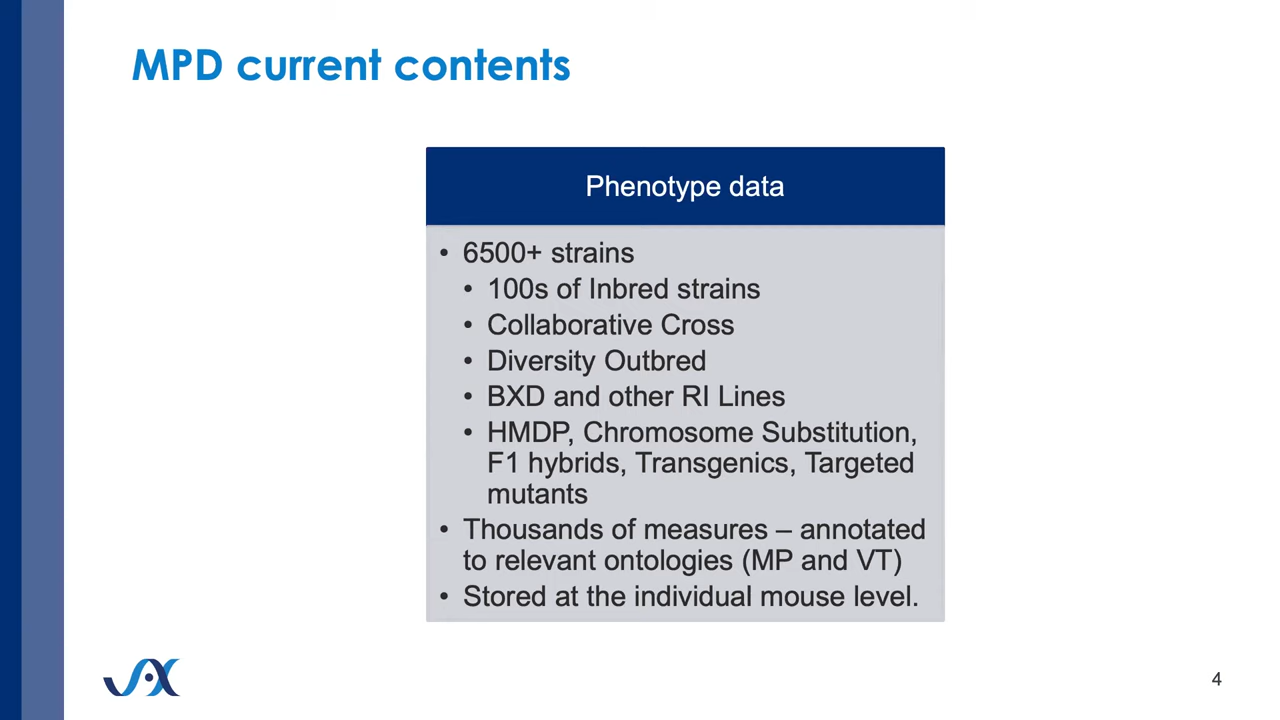 MPD current contents
Phenotype data
• 6500+ strains
• 100s of Inbred strains
• Collaborative Cross
• Diversity Outbred
• BXD and other RI Lines
• HMDP, Chromosome Substitution,
F1 hybrids, Transgenics, Targeted
mutants
• Thousands of measures – annotated
to relevant ontologies (MP and VT)
• Stored at the individual mouse level.
JAX
4